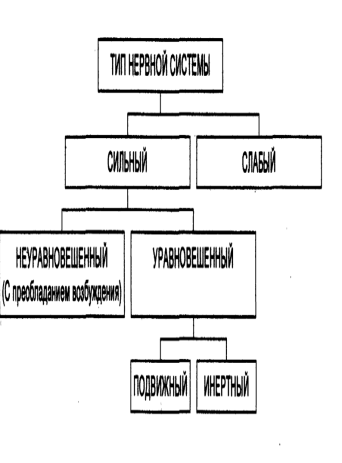 ТИП НЕРВНОЙ СИСТЕМЫ
СИЛЬНЫЙ
СЛАБЫЙ
НЕУРАВНОВЕШЕННЫЙ
(С преобладанием возбуждения)
УРАВНОВЕШЕННЫЙ
ПОДВИЖНЫЙ
ИНЕРТНЫЙ